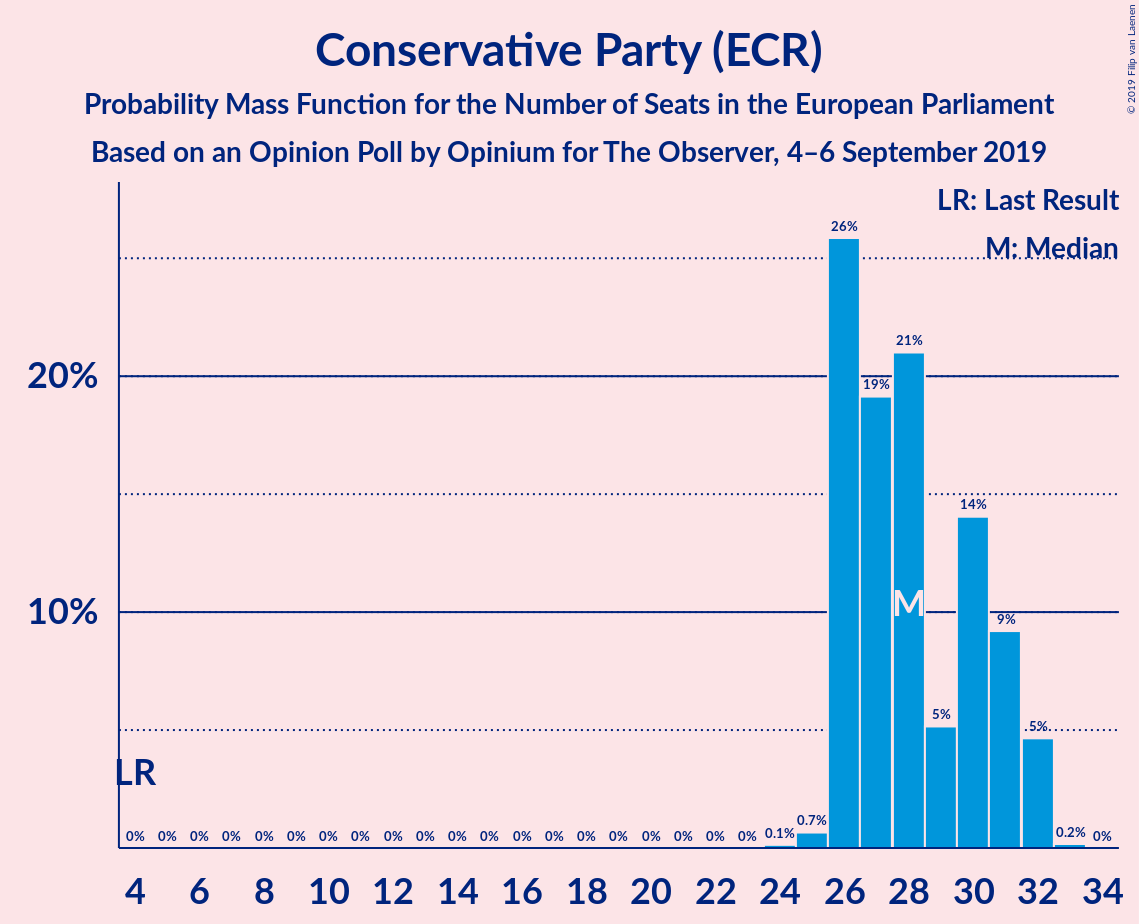 Conservative Party (ECR)
Probability Mass Function for the Number of Seats in the European Parliament
Based on an Opinion Poll by Opinium for The Observer, 4–6 September 2019
© 2019 Filip van Laenen
LR: Last Result
M: Median
20%
10%
LR
M
0% 0% 0% 0% 0% 0% 0% 0% 0% 0% 0% 0% 0% 0% 0% 0% 0% 0% 0% 0% 0.1% 0.7% 26% 19% 21% 5% 14% 9% 5% 0.2% 0%
4 6 8 10 12 14 16 18 20 22 24 26 28 30 32 34